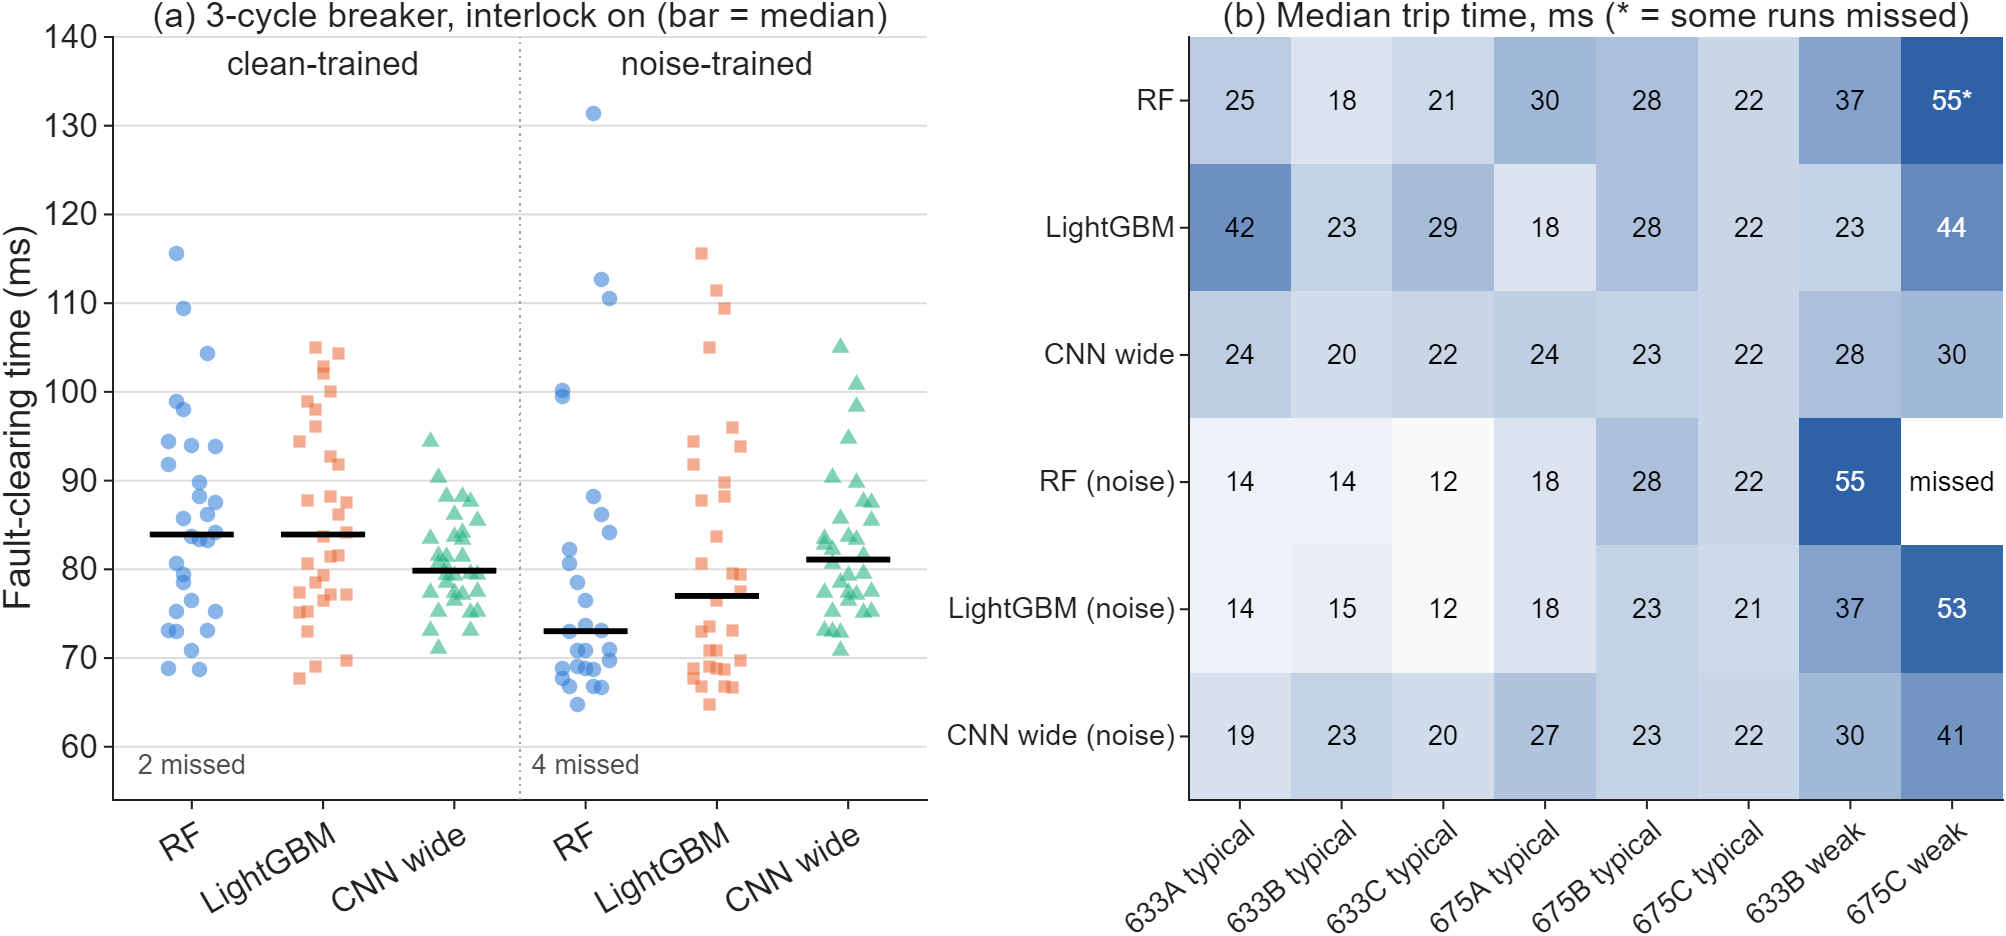 (a) 3-cycle breaker, interlock on (bar = median)
clean-trained
noise-trained
Fault-clearing time (ms)
140
130
120
110
100
90
80
70
60
2 missed
4 missed
RF
LightGBM
CNN wide
RF
LightGBM
CNN wide
(b) Median trip time, ms (* = some runs missed)
RF 25 18 21 30 28 22 37 55*
LightGBM 42 23 29 18 28 22 23 44
CNN wide 24 20 22 24 23 22 28 30
RF (noise) 14 14 12 18 28 22 55 missed
LightGBM (noise) 14 15 12 18 23 21 37 53
CNN wide (noise) 19 23 20 27 23 22 30 41
633A typical
633B typical
633C typical
675A typical
675B typical
675C typical
633B weak
675C weak